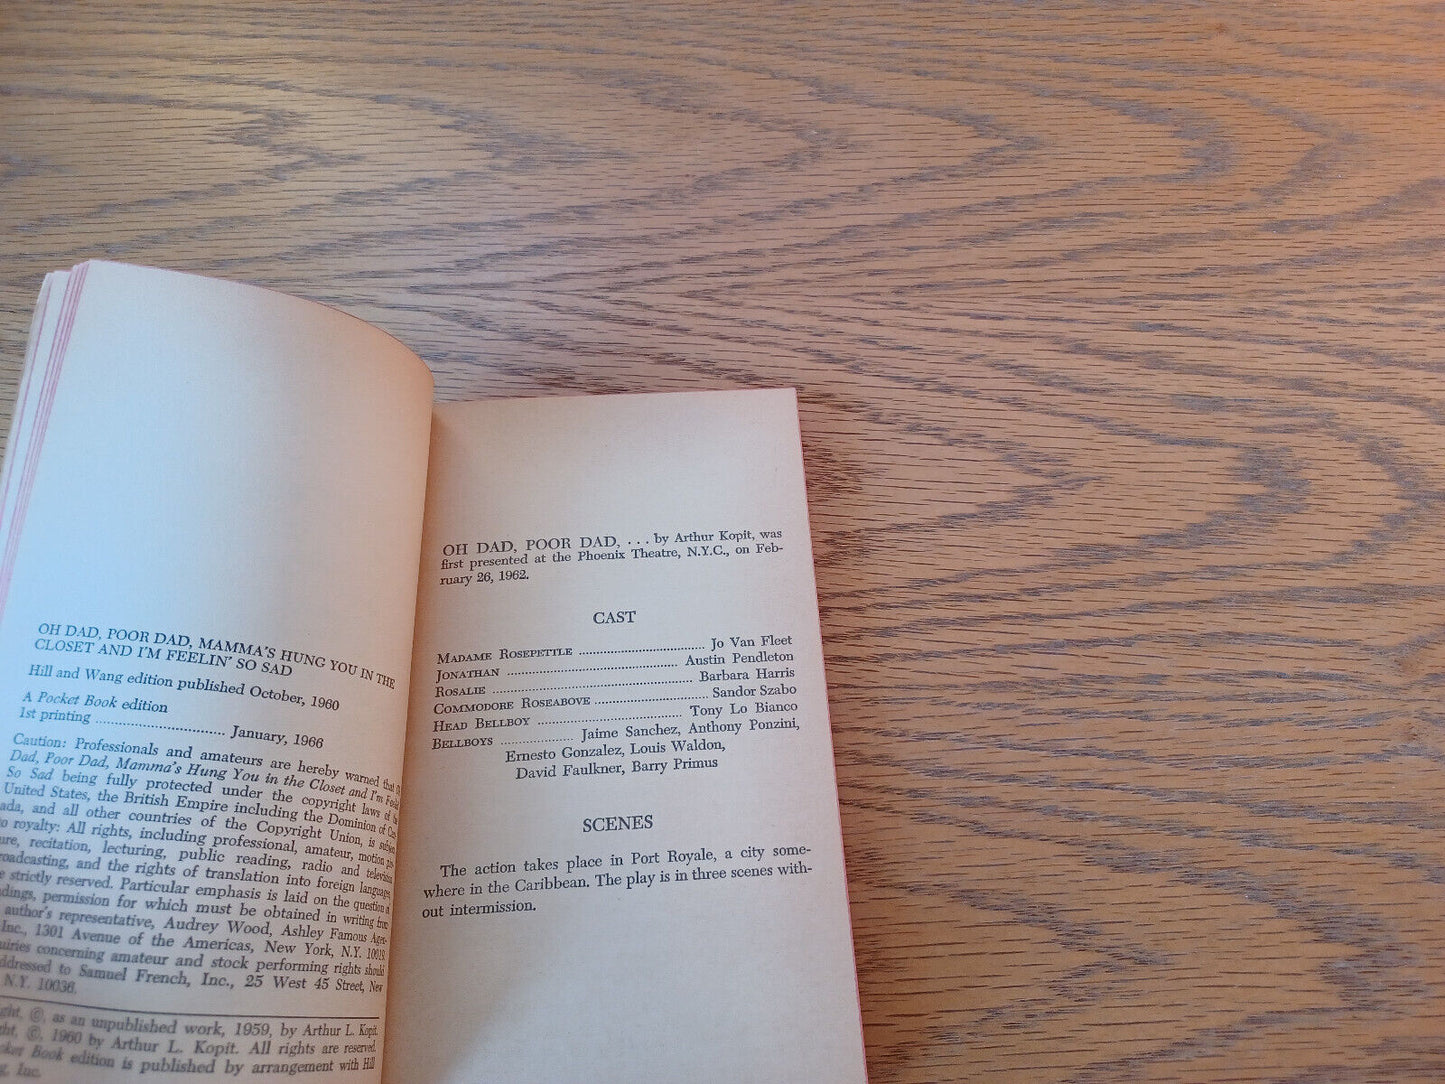 OH DAD, POOR DAD, MAMMA'S HUNG YOU IN THE
CLOSET AND I'M FEELIN' SO SAD
Hill and Wang edition published October, 1960
A Pocket Book edition
1st printing .............................. January, 1966
Caution: Professionals and amateurs are hereby warned that
Dad, Poor Dad, Mamma's Hung You in the Closet and I'm
So Sad being fully protected under the copyright laws of the
United States, the British Empire including the Dominion of
and all other countries of the Copyright Union, is
royalty: All rights, including professional, amateur, motion
recitation, lecturing, public reading, radio and
and the rights of translation into foreign languages,
strictly reserved. Particular emphasis is laid on the question of
permission for which must be obtained in writing from
author's representative, Audrey Wood, Ashley Famous
Inc., 1301 Avenue of the Americas, New York, N.Y. 10019.
concerning amateur and stock performing rights should
addressed to Samuel French, Inc., 25 West 45 Street, New
N.Y. 10036.
©, as an unpublished work, 1959, by Arthur L. Kopit.
©, 1960 by Arthur L. Kopit. All rights are reserved.
Book edition is published by arrangement with Hill
Inc.
OH DAD, POOR DAD, . . . by Arthur Kopit, was
first presented at the Phoenix Theatre, N.Y.C., on Feb-
ruary 26, 1962.
CAST
MADAME ROSEPETTLE .............................. Jo Van Fleet
JONATHAN .............................. Austin Pendleton
ROSALIE .............................. Barbara Harris
COMMODORE ROSEABOVE .............................. Sandor Szabo
HEAD BELLBOY .............................. Tony Lo Bianco
BELLBOYS .................... Jaime Sanchez, Anthony Ponzini,
Ernesto Gonzalez, Louis Waldon,
David Faulkner, Barry Primus
SCENES
The action takes place in Port Royale, a city some-
where in the Caribbean. The play is in three scenes with-
out intermission.